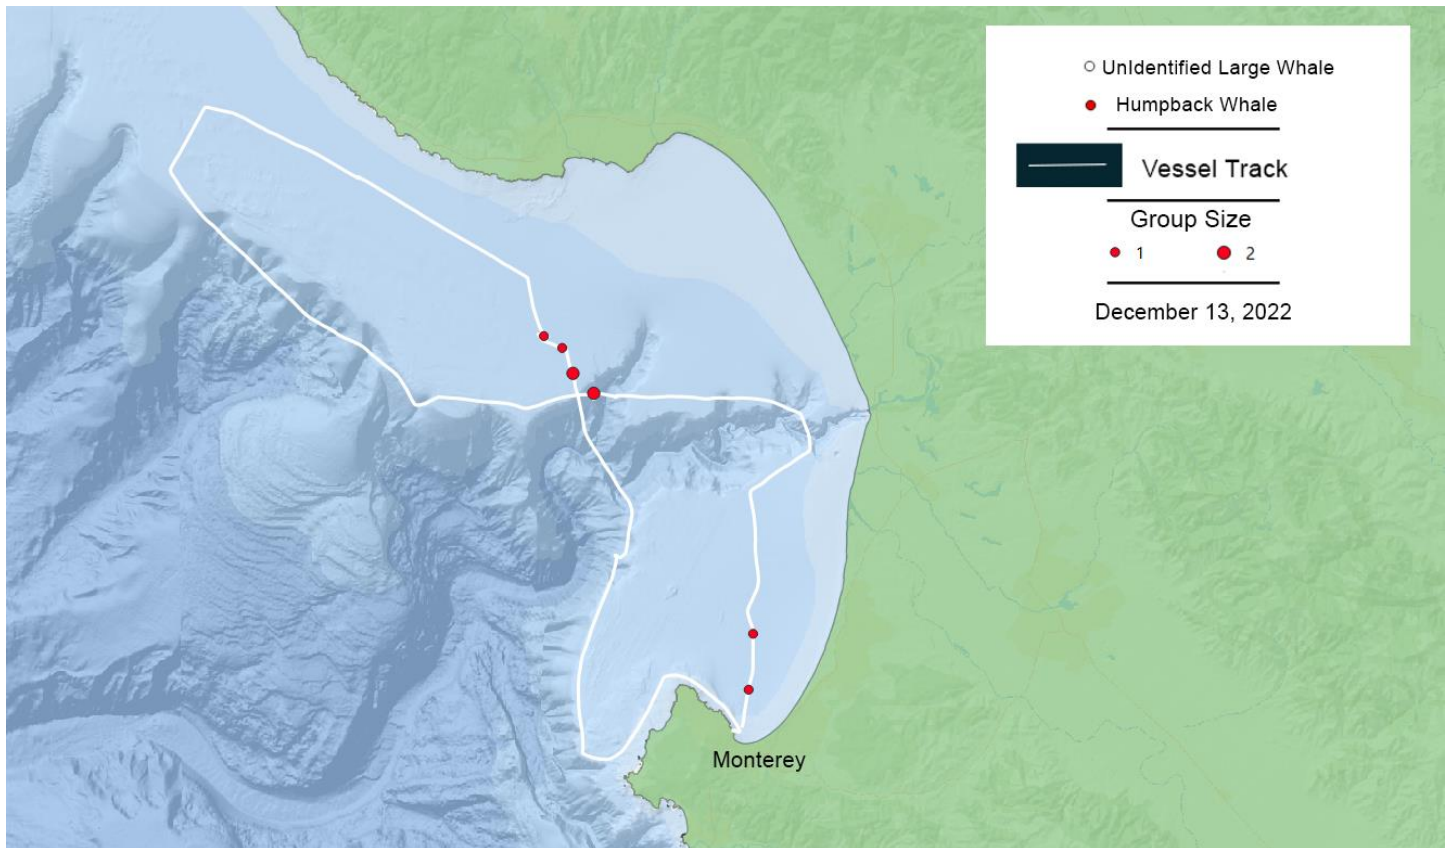 UnIdentified Large Whale
Humpback Whale
Vessel Track
Group Size
1 2
December 13, 2022
Monterey